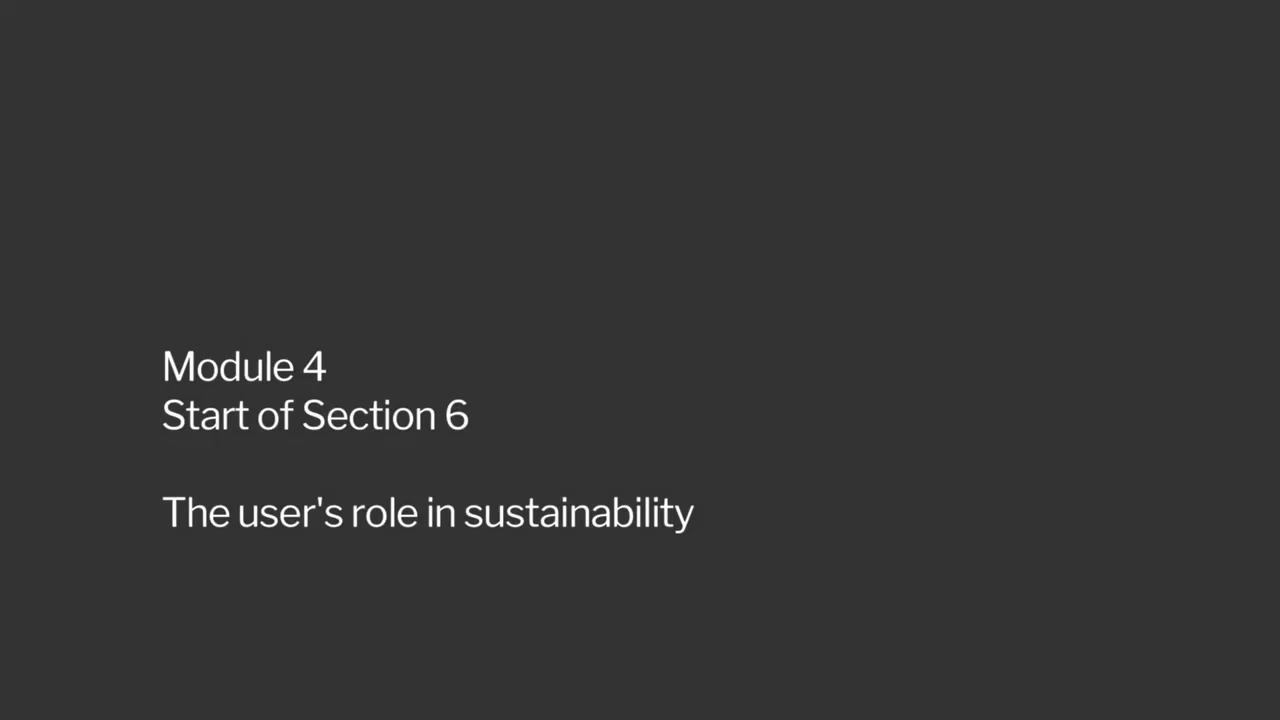 Module 4
Start of Section 6
The user's role in sustainability